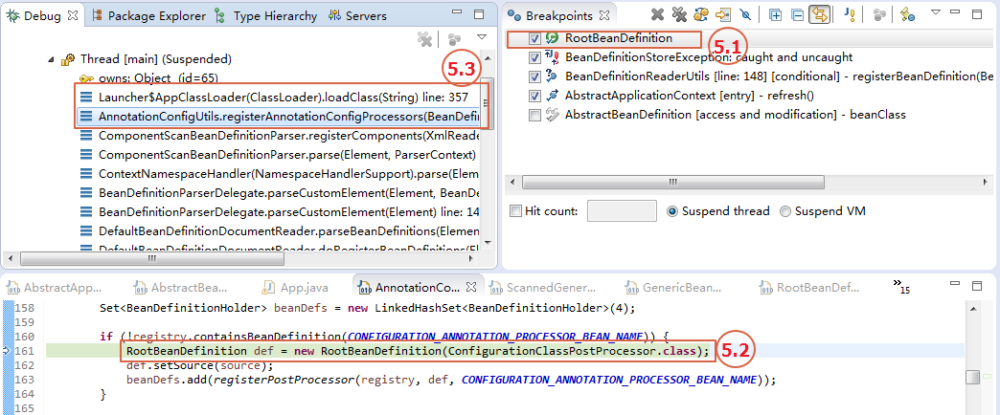 Debug Package Explorer Type Hierarchy Servers
Thread [main] (Suspended)
owns: Object (id=65)
5.3
Launcher$AppClassLoader(ClassLoader).loadClass(String) line: 357
AnnotationConfigUtils.registerAnnotationConfigProcessors(BeanDefin
ComponentScanBeanDefinitionParser.registerComponents(XmlReade
ComponentScanBeanDefinitionParser.parse(Element, ParserContext)
ContextNamespaceHandler(NamespaceHandlerSupport).parse(Elem
BeanDefinitionParserDelegate.parseCustomElement(Element, BeanDe
BeanDefinitionParserDelegate.parseCustomElement(Element) line: 14
DefaultBeanDefinitionDocumentReader.parseBeanDefinitions(Elemen
DefaultBeanDefinitionDocumentReader.doRegisterBeanDefinitions(El
Breakpoints
RootBeanDefinition
5.1
BeanDefinitionStoreException: caught and uncaught
BeanDefinitionReaderUtils [line: 148] [conditional] - registerBeanDefinition(Be
AbstractApplicationContext [entry] - refresh()
AbstractBeanDefinition [access and modification] - beanClass
Hit count: Suspend thread Suspend VM
AbstractApp... AbstractBea... App.java AnnotationCo... ScannedGener... GenericBean... RootBeanDef... »15
158 Set<BeanDefinitionHolder> beanDefs = new LinkedHashSet<BeanDefinitionHolder>(4);
159
160 if (!registry.containsBeanDefinition(CONFIGURATION_ANNOTATION_PROCESSOR_BEAN_NAME)) {
161 RootBeanDefinition def = new RootBeanDefinition(ConfigurationClassPostProcessor.class);
5.2
162 def.setSource(source);
163 beanDefs.add(registerPostProcessor(registry, def, CONFIGURATION_ANNOTATION_PROCESSOR_BEAN_NAME));
164 }
165